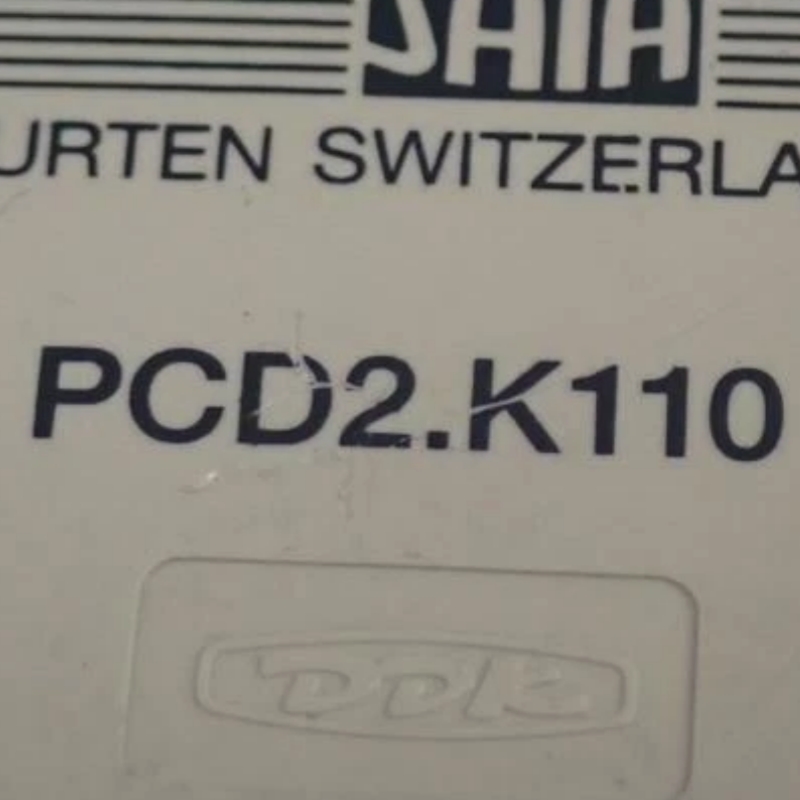 SAIA
URTEN SWITZERLA
PCD2.K110
DDK